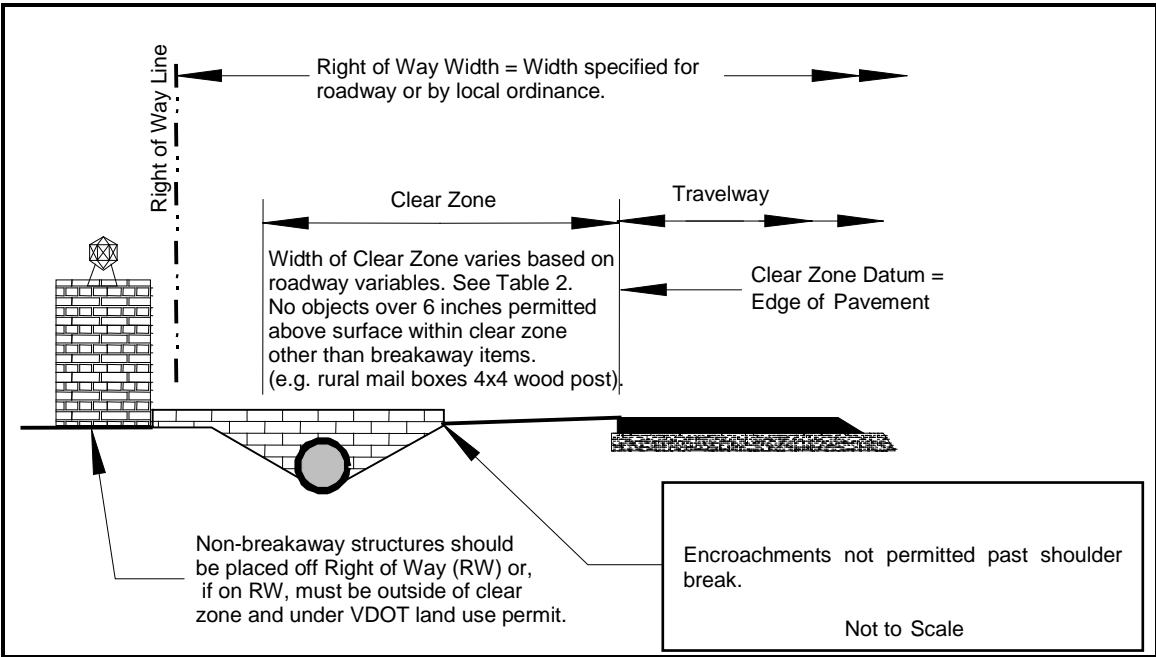 Right of Way Line
Right of Way Width = Width specified for
roadway or by local ordinance.
Clear Zone
Travelway
Width of Clear Zone varies based on
roadway variables. See Table 2.
No objects over 6 inches permitted
above surface within clear zone
other than breakaway items.
(e.g. rural mail boxes 4x4 wood post).
Clear Zone Datum =
Edge of Pavement
Non-breakaway structures should
be placed off Right of Way (RW) or,
if on RW, must be outside of clear
zone and under VDOT land use permit.
Encroachments not permitted past shoulder
break.
Not to Scale